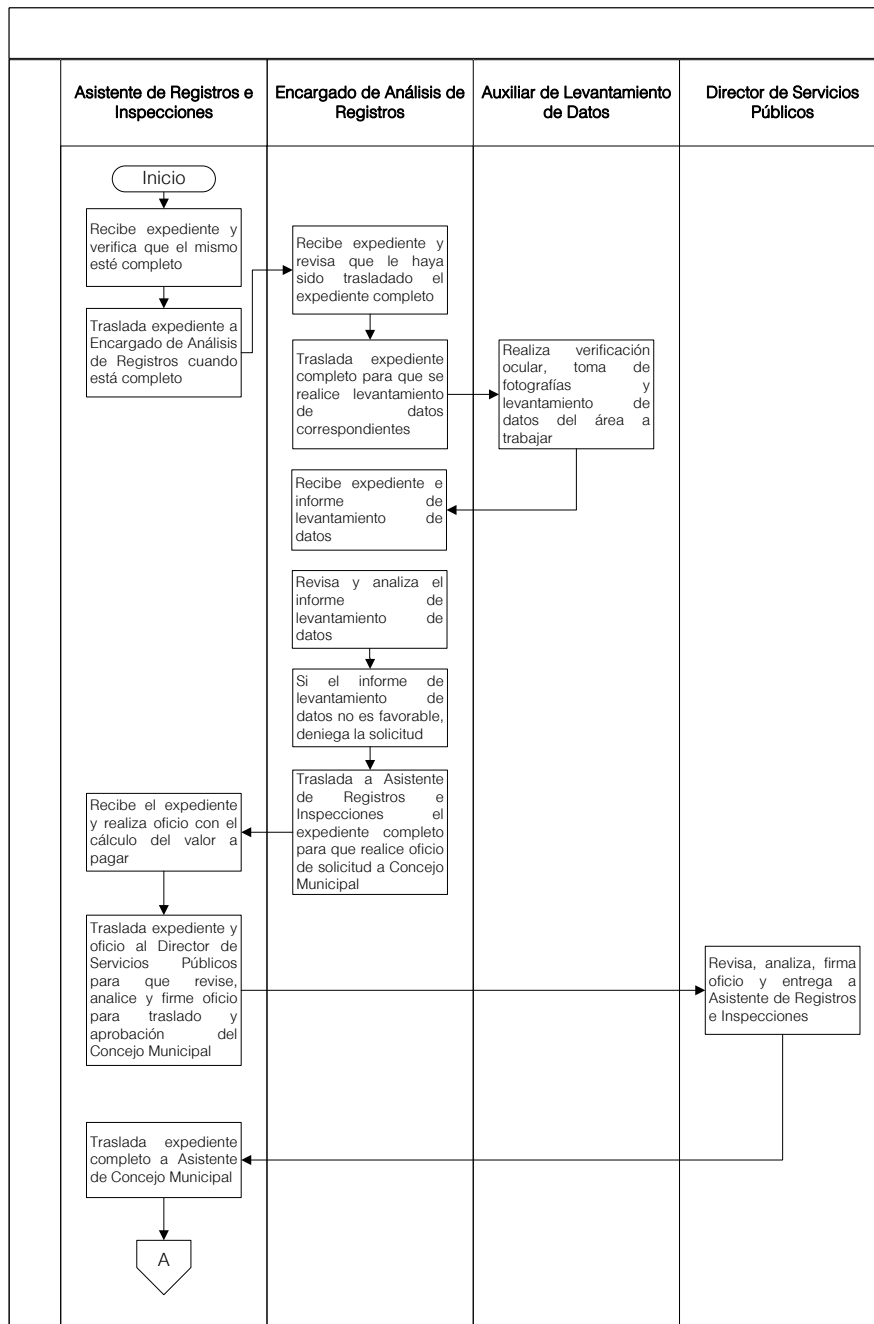 Asistente de Registros e
Inspecciones
Encargado de Análisis de
Registros
Auxiliar de Levantamiento
de Datos
Director de Servicios
Públicos
Inicio
Recibe expediente y
verifica que el mismo
esté completo
Traslada expediente a
Encargado de Análisis
de Registros cuando
está completo
Recibe expediente y
revisa que le haya
sido trasladado el
expediente completo
Traslada expediente
completo para que se
realice levantamiento
de datos
correspondientes
Realiza verificación
ocular, toma de
fotografías y
levantamiento de
datos del área a
trabajar
Recibe expediente e
informe de
levantamiento de
datos
Revisa y analiza el
informe de
levantamiento de
datos
Si el informe de
levantamiento de
datos no es favorable,
deniega la solicitud
Traslada a Asistente
de Registros e
Inspecciones el
expediente completo
para que realice oficio
de solicitud a Concejo
Municipal
Recibe el expediente
y realiza oficio con el
cálculo del valor a
pagar
Traslada expediente y
oficio al Director de
Servicios Públicos
para que revise,
analice y firme oficio
para traslado y
aprobación del
Concejo Municipal
Revisa, analiza, firma
oficio y entrega a
Asistente de Registros
e Inspecciones
Traslada expediente
completo a Asistente
de Concejo Municipal
A